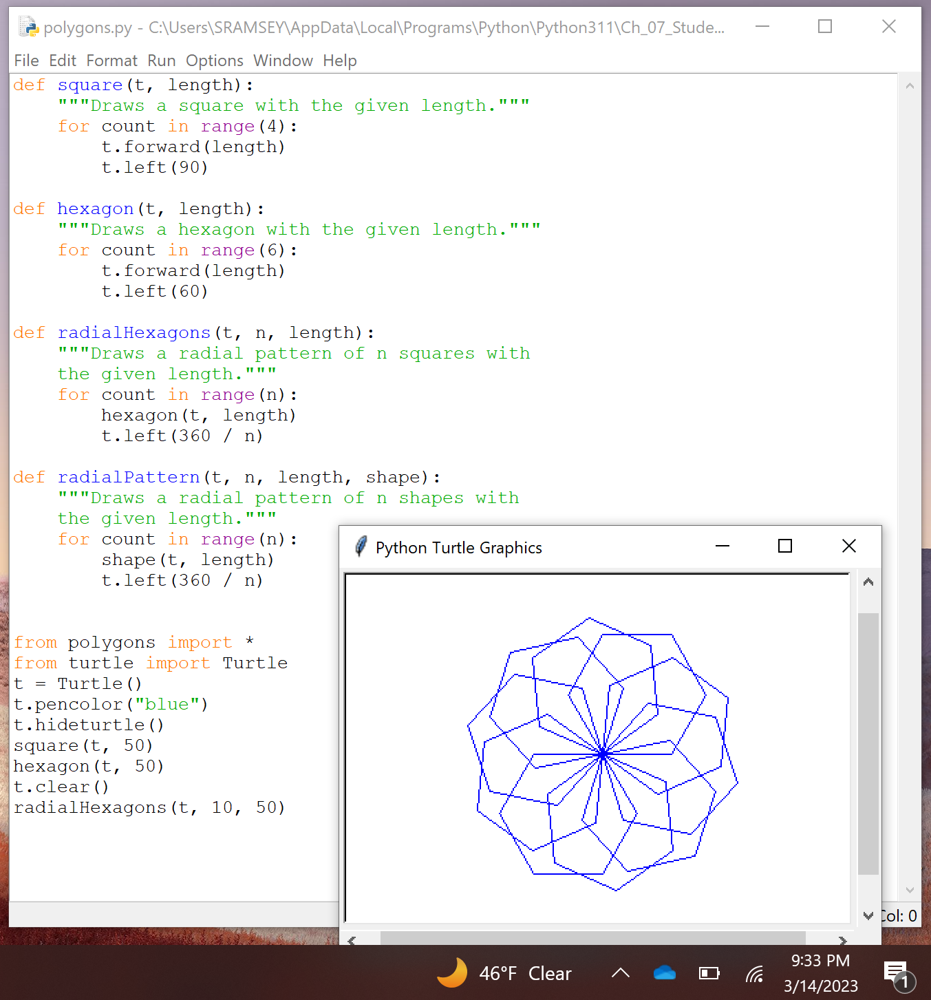 polygons.py - C:\Users\SRAMSEY\AppData\Local\Programs\Python\Python311\Ch_07_Stude...
File Edit Format Run Options Window Help
def square(t, length):
    """Draws a square with the given length."""
    for count in range(4):
        t.forward(length)
        t.left(90)

def hexagon(t, length):
    """Draws a hexagon with the given length."""
    for count in range(6):
        t.forward(length)
        t.left(60)

def radialHexagons(t, n, length):
    """Draws a radial pattern of n squares with
    the given length."""
    for count in range(n):
        hexagon(t, length)
        t.left(360 / n)

def radialPattern(t, n, length, shape):
    """Draws a radial pattern of n shapes with
    the given length."""
    for count in range(n):
        shape(t, length)
        t.left(360 / n)

from polygons import *
from turtle import Turtle
t = Turtle()
t.pencolor("blue")
t.hideturtle()
square(t, 50)
hexagon(t, 50)
t.clear()
radialHexagons(t, 10, 50)
Python Turtle Graphics
Col: 0
46°F Clear
9:33 PM
3/14/2023
1